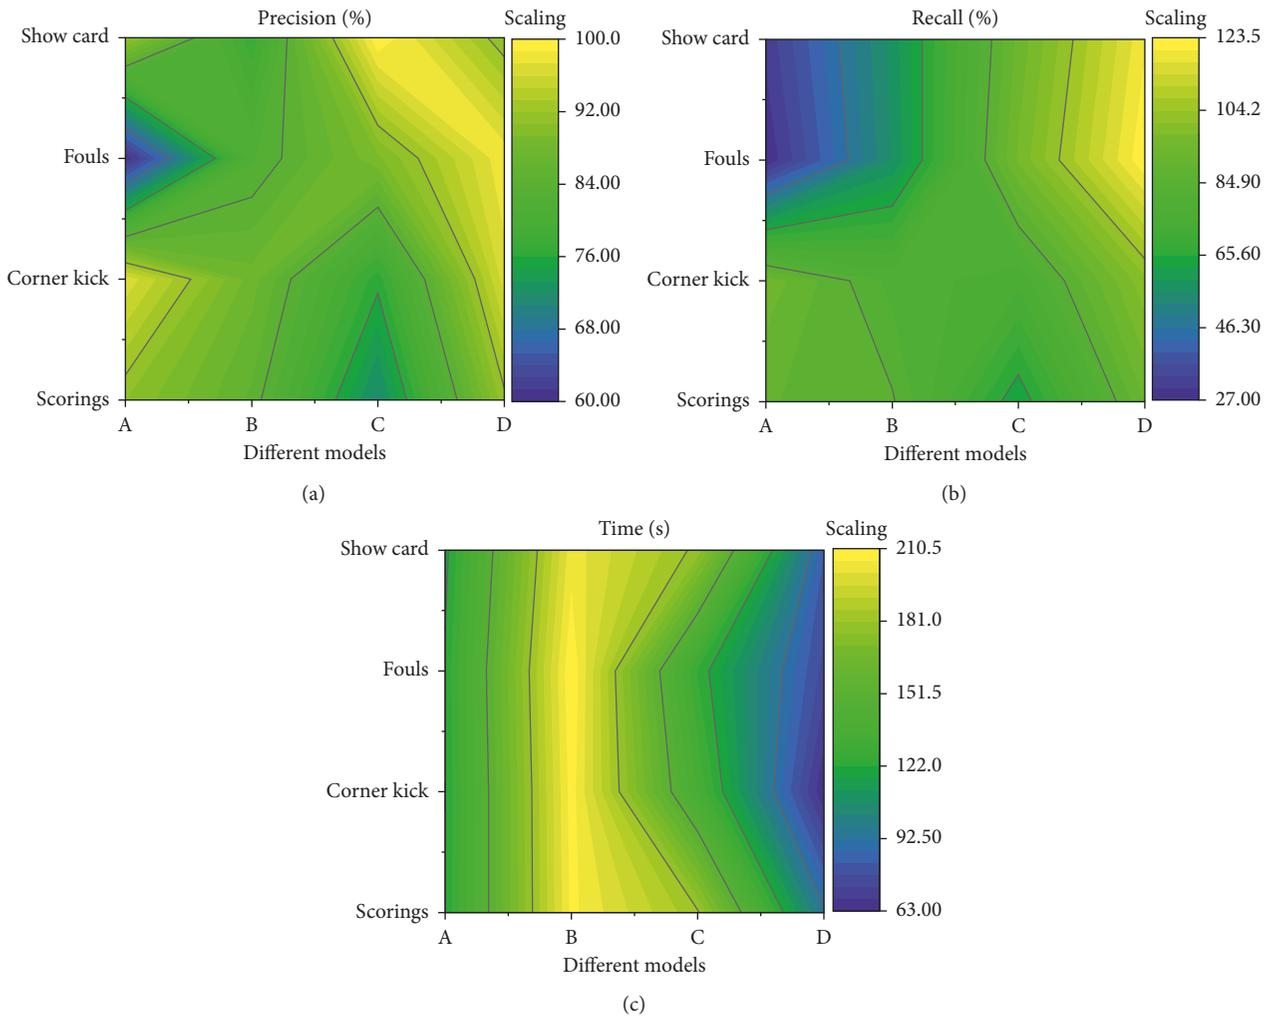 Precision (%)
Scaling
Show card
Fouls
Corner kick
Scorings
100.0
92.00
84.00
76.00
68.00
60.00
A B C D
Different models
(a)
Recall (%)
Scaling
Show card
Fouls
Corner kick
Scorings
123.5
104.2
84.90
65.60
46.30
27.00
A B C D
Different models
(b)
Time (s)
Scaling
Show card
Fouls
Corner kick
Scorings
210.5
181.0
151.5
122.0
92.50
63.00
A B C D
Different models
(c)